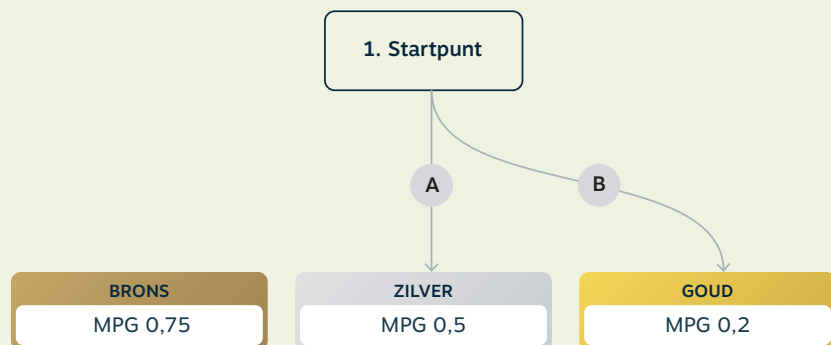 1. Startpunt
A
B
BRONS
ZILVER
GOUD
MPG 0,75
MPG 0,5
MPG 0,2